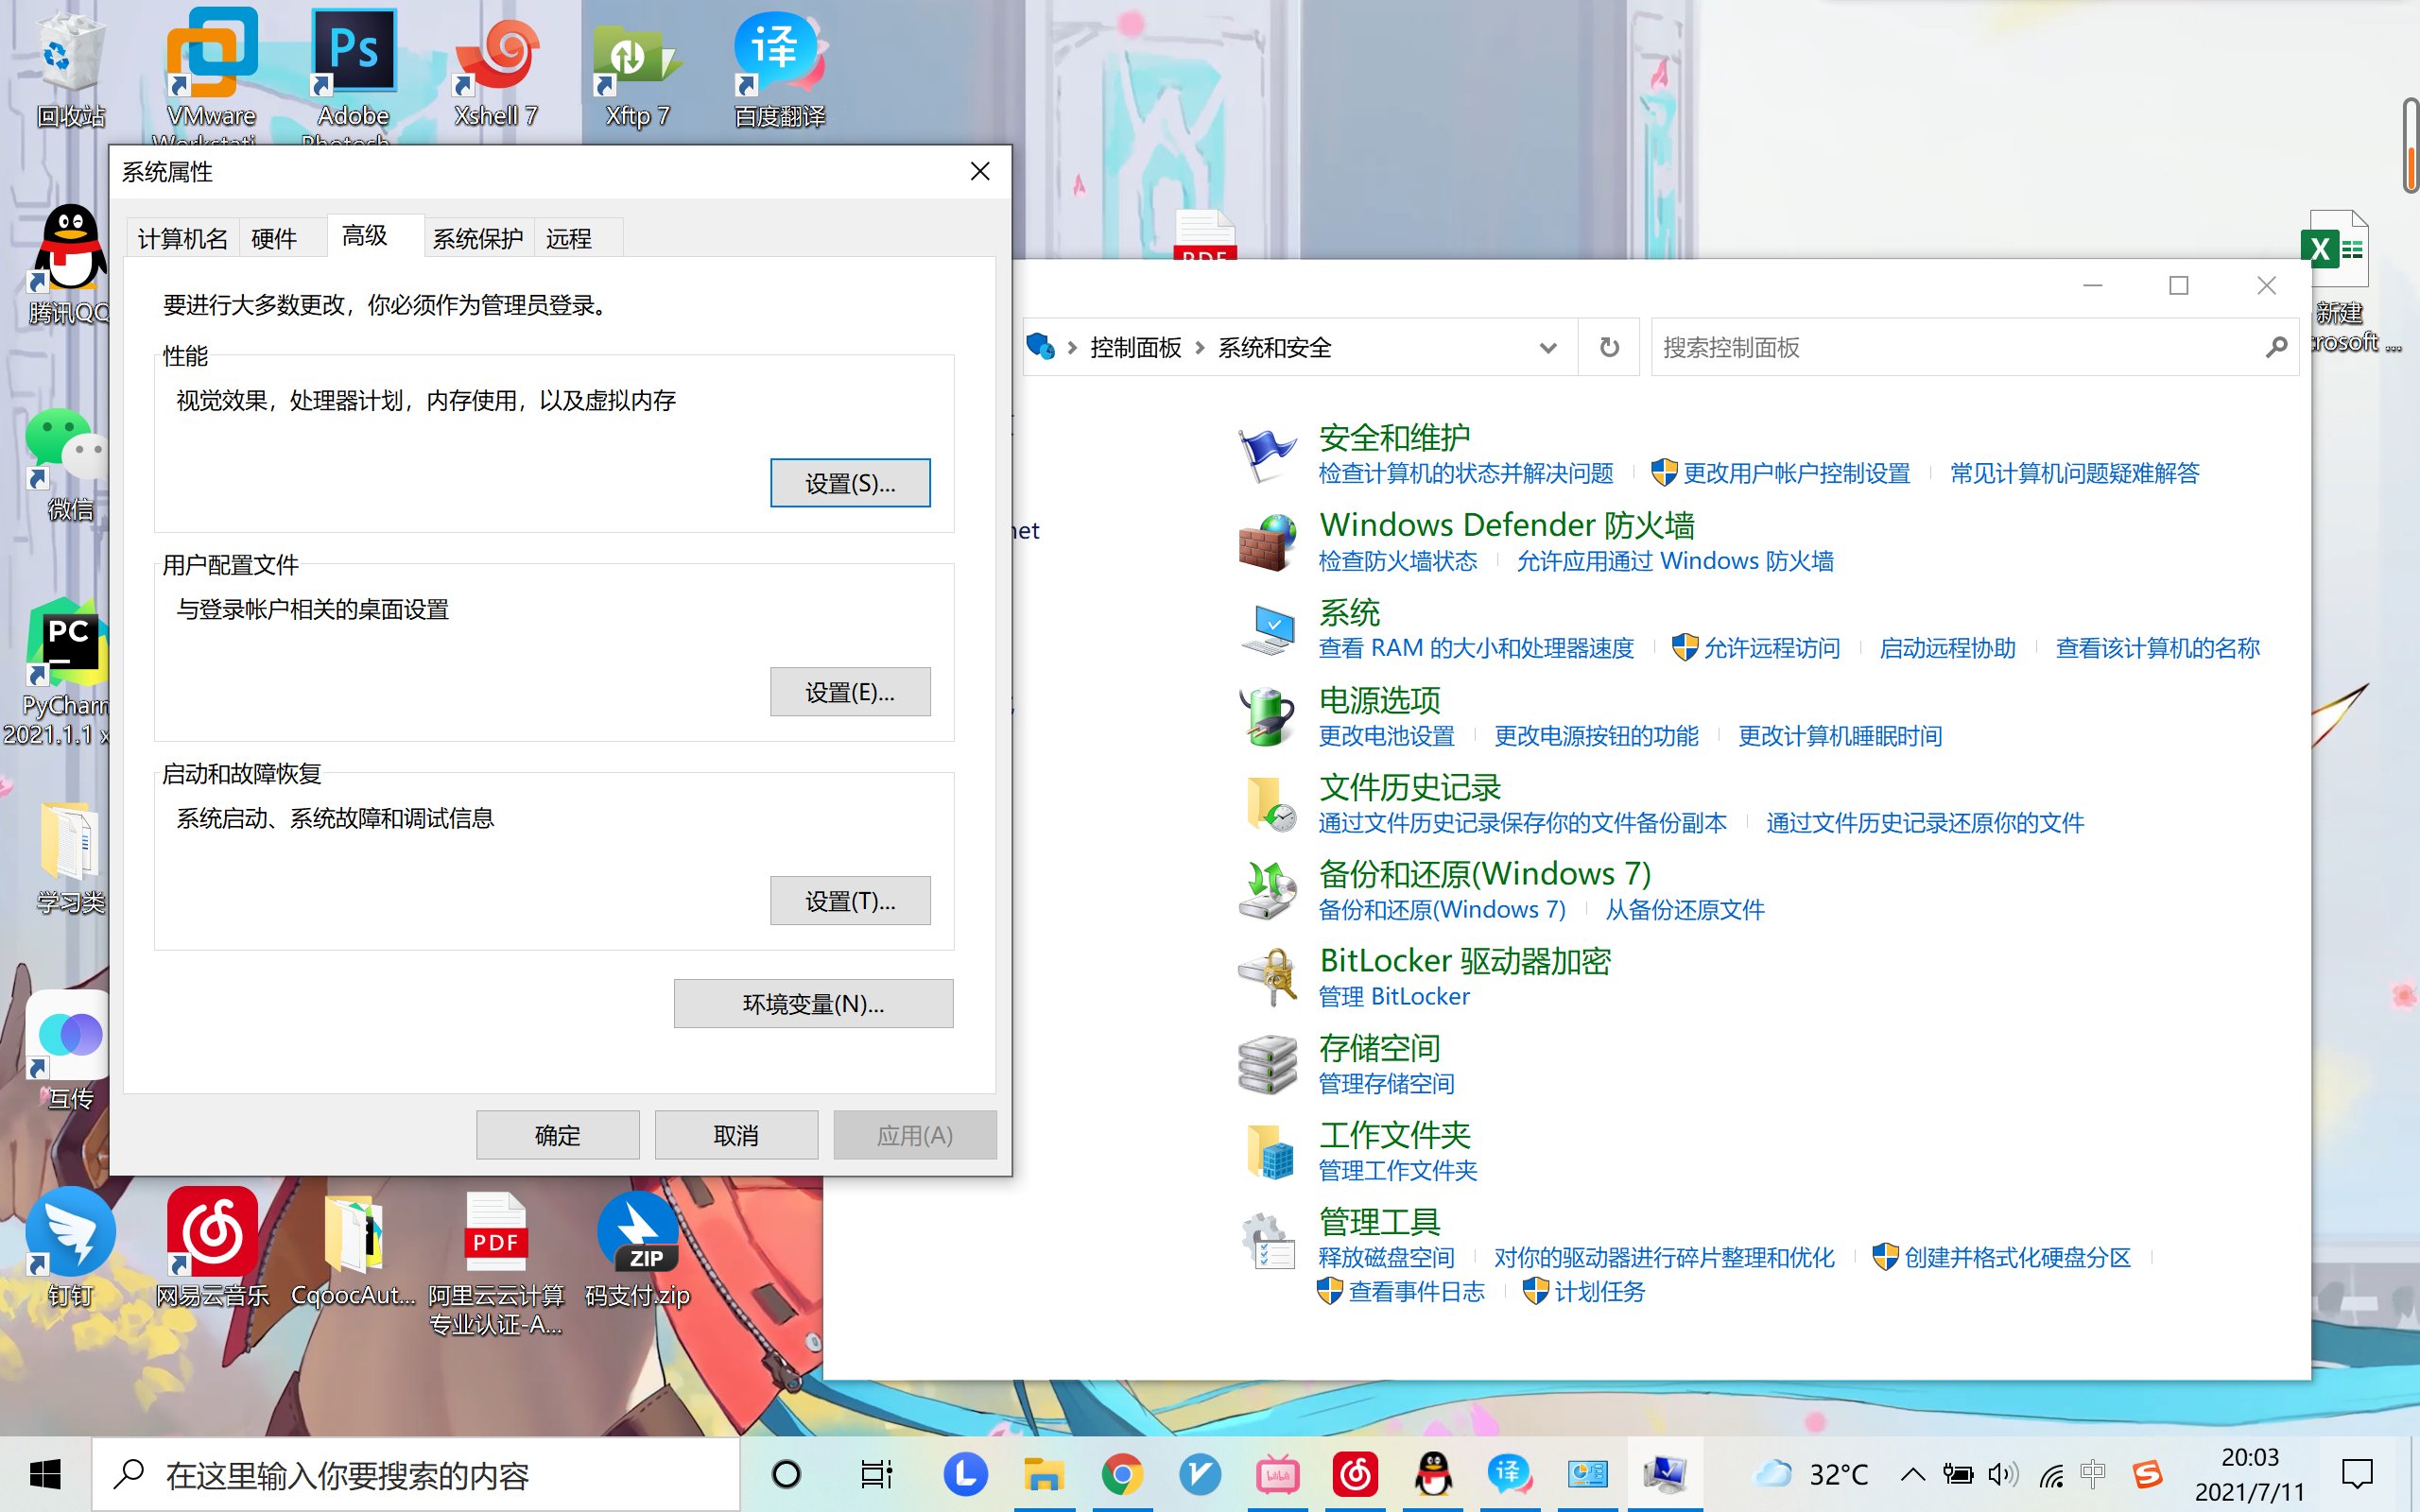 回收站
VMware
Workstati...
Ps
Adobe
Photosh...
Xshell 7
Xftp 7
译
百度翻译
腾讯QQ
微信
PC
PyCharm
2021.1.1 x
学习类
互传
钉钉
网易云音乐
CqoocAut...
PDF
阿里云云计算
专业认证-A...
ZIP
码支付.zip
PDF
X
新建
crosoft ...
系统属性
计算机名
硬件
高级
系统保护
远程
要进行大多数更改，你必须作为管理员登录。
性能
视觉效果，处理器计划，内存使用，以及虚拟内存
设置(S)...
用户配置文件
与登录帐户相关的桌面设置
设置(E)...
启动和故障恢复
系统启动、系统故障和调试信息
设置(T)...
环境变量(N)...
确定
取消
应用(A)
控制面板
系统和安全
搜索控制面板
net
安全和维护
检查计算机的状态并解决问题
更改用户帐户控制设置
常见计算机问题疑难解答
Windows Defender 防火墙
检查防火墙状态
允许应用通过 Windows 防火墙
系统
查看 RAM 的大小和处理器速度
允许远程访问
启动远程协助
查看该计算机的名称
电源选项
更改电池设置
更改电源按钮的功能
更改计算机睡眠时间
文件历史记录
通过文件历史记录保存你的文件备份副本
通过文件历史记录还原你的文件
备份和还原(Windows 7)
备份和还原(Windows 7)
从备份还原文件
BitLocker 驱动器加密
管理 BitLocker
存储空间
管理存储空间
工作文件夹
管理工作文件夹
管理工具
释放磁盘空间
对你的驱动器进行碎片整理和优化
创建并格式化硬盘分区
查看事件日志
计划任务
在这里输入你要搜索的内容
L
bilibili
译
32°C
中
S
20:03
2021/7/11